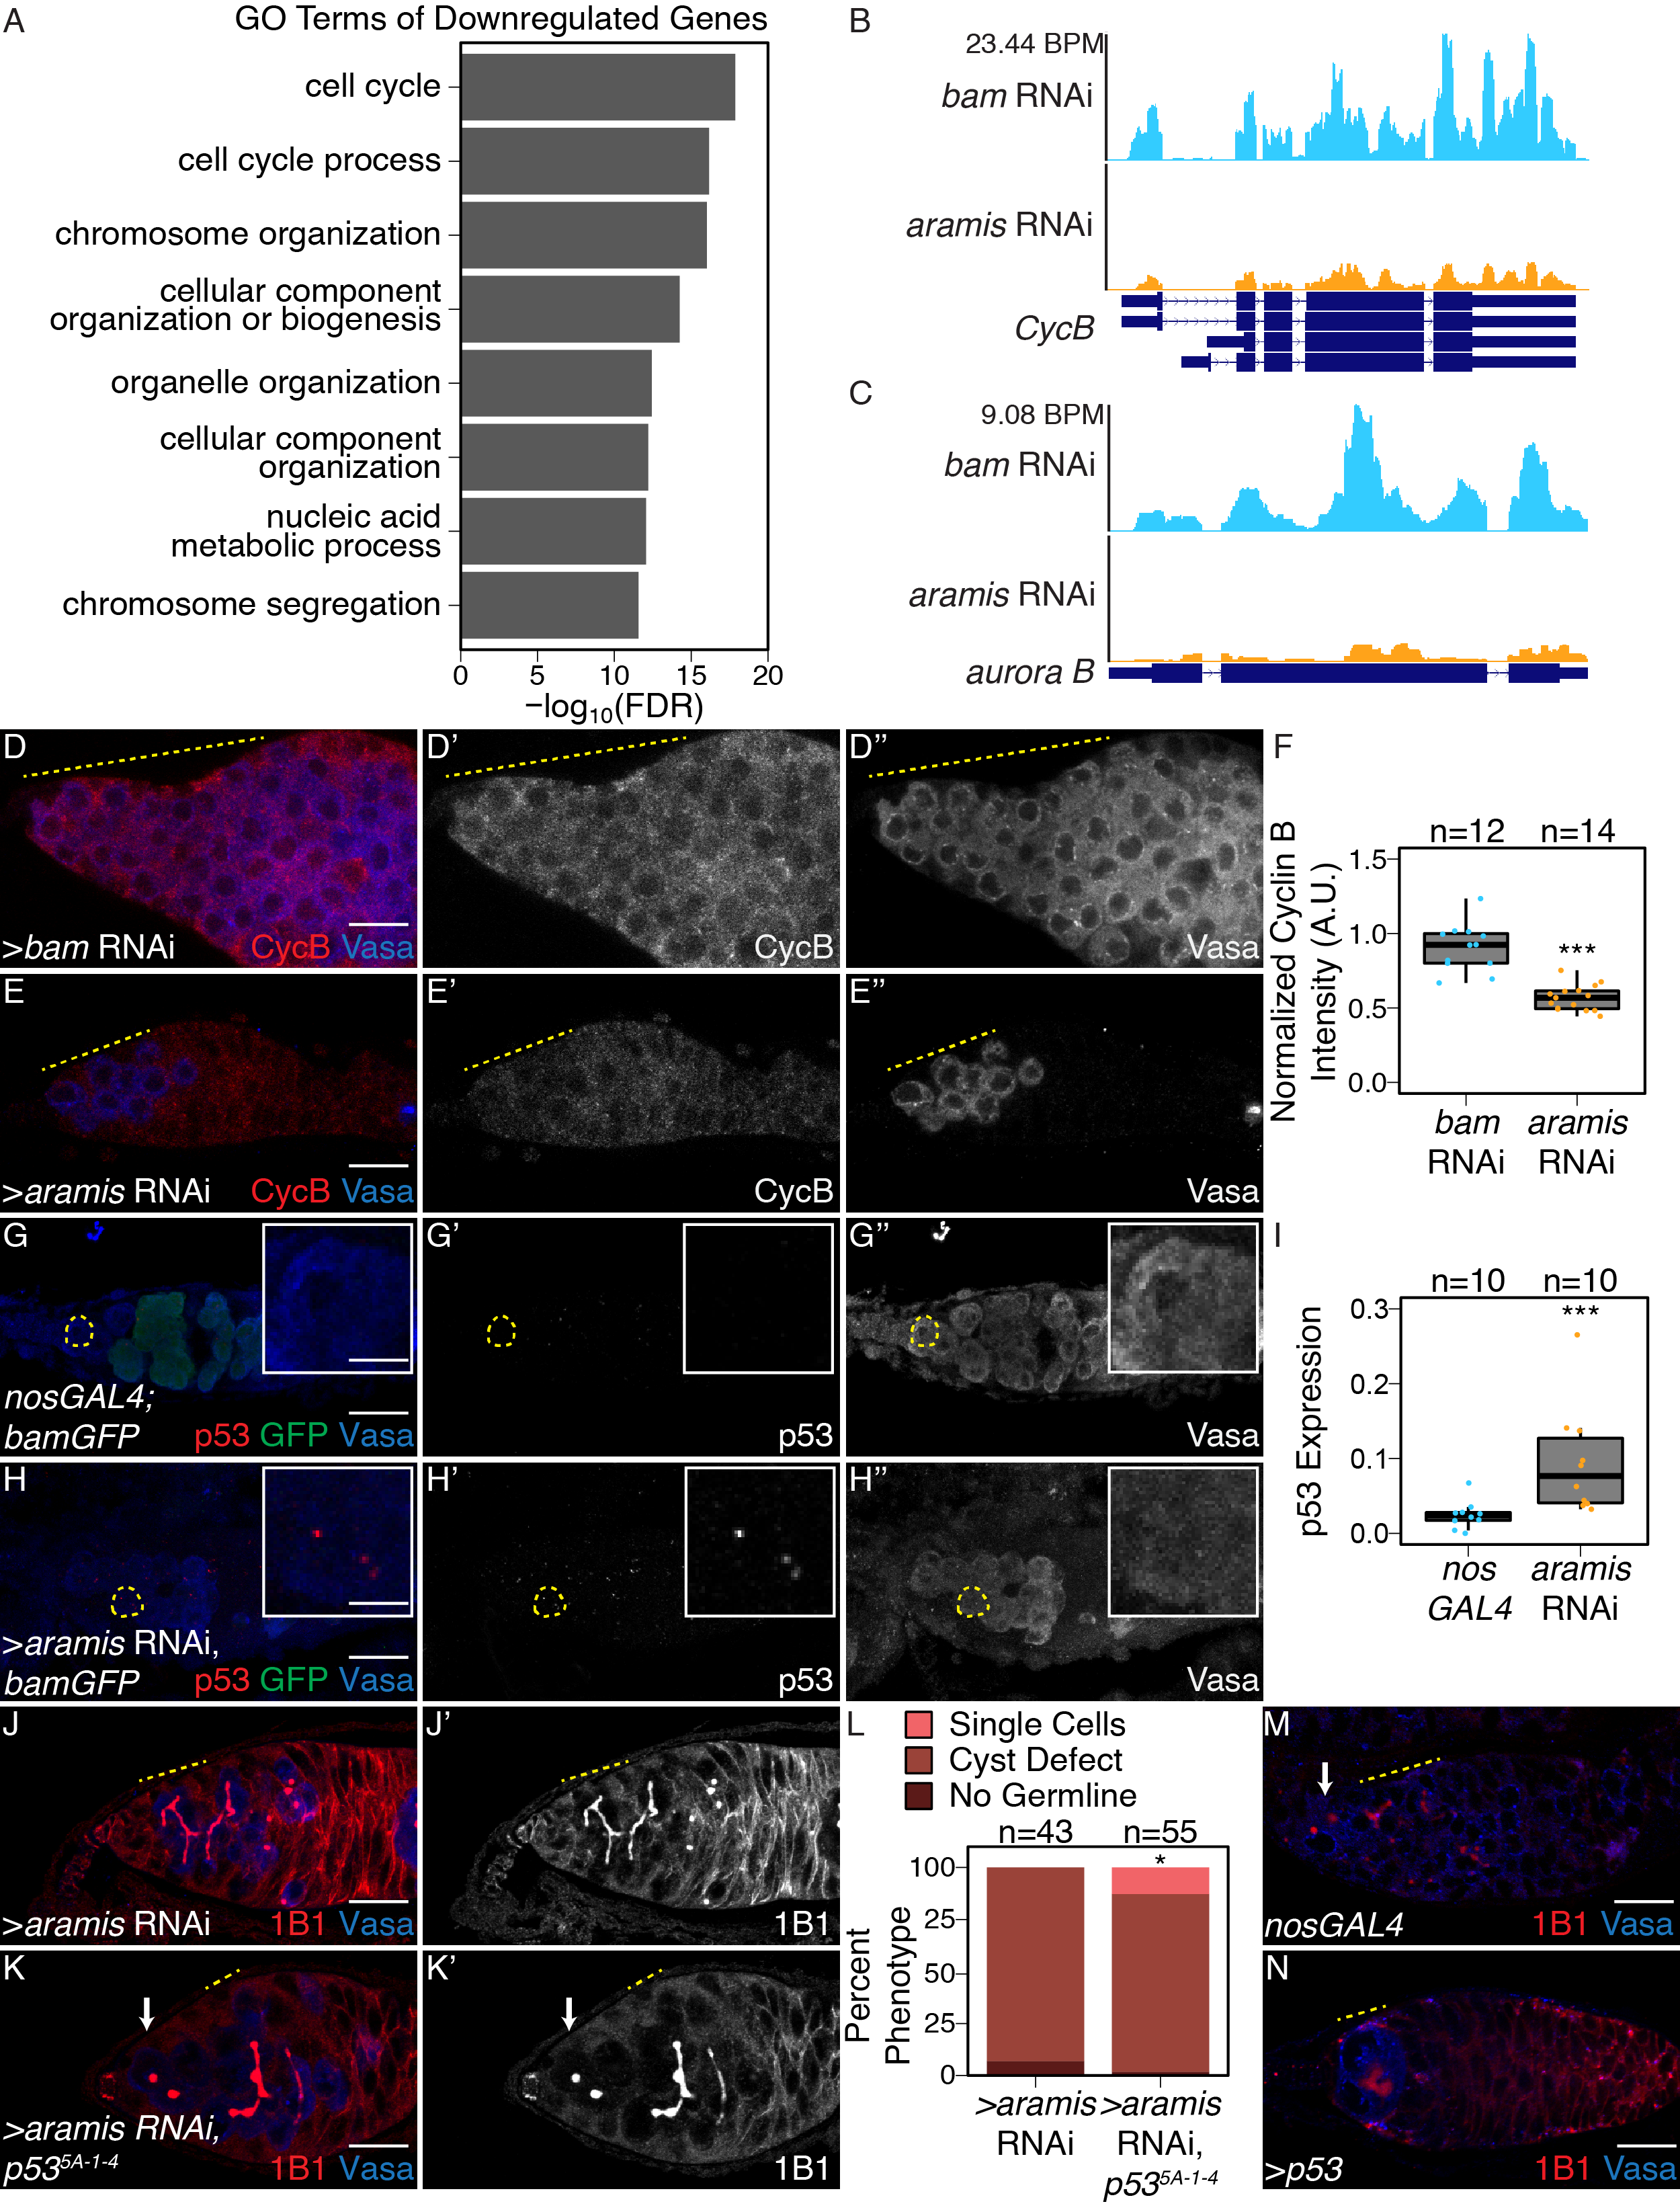 A
GO Terms of Downregulated Genes
cell cycle
cell cycle process
chromosome organization
cellular component
organization or biogenesis
organelle organization
cellular component
organization
nucleic acid
metabolic process
chromosome segregation
0 5 10 15 20
−log10(FDR)
B
23.44 BPM
bam RNAi
aramis RNAi
CycB
C
9.08 BPM
bam RNAi
aramis RNAi
aurora B
D
>bam RNAi CycB Vasa
D’
CycB
D’’
Vasa
E
>aramis RNAi CycB Vasa
E’
CycB
E’’
Vasa
F
n=12 n=14
Normalized Cyclin B
Intensity (A.U.)
1.5
1.0
0.5
0.0
***
bam
RNAi
aramis
RNAi
G
nosGAL4;
bamGFP p53 GFP Vasa
G’
p53
G’’
Vasa
H
>aramis RNAi,
bamGFP p53 GFP Vasa
H’
p53
H’’
Vasa
I
n=10 n=10
p53 Expression
0.3
0.2
0.1
0.0
***
nos
GAL4
aramis
RNAi
J
>aramis RNAi 1B1 Vasa
J’
1B1
K
>aramis RNAi,
p53 5A-1-4 1B1 Vasa
K’
1B1
L
Single Cells
Cyst Defect
No Germline
n=43 n=55
*
Percent
Phenotype
100
25
50
25
0
>aramis
RNAi
>aramis
RNAi,
p53 5A-1-4
M
nosGAL4 1B1 Vasa
N
>p53 1B1 Vasa